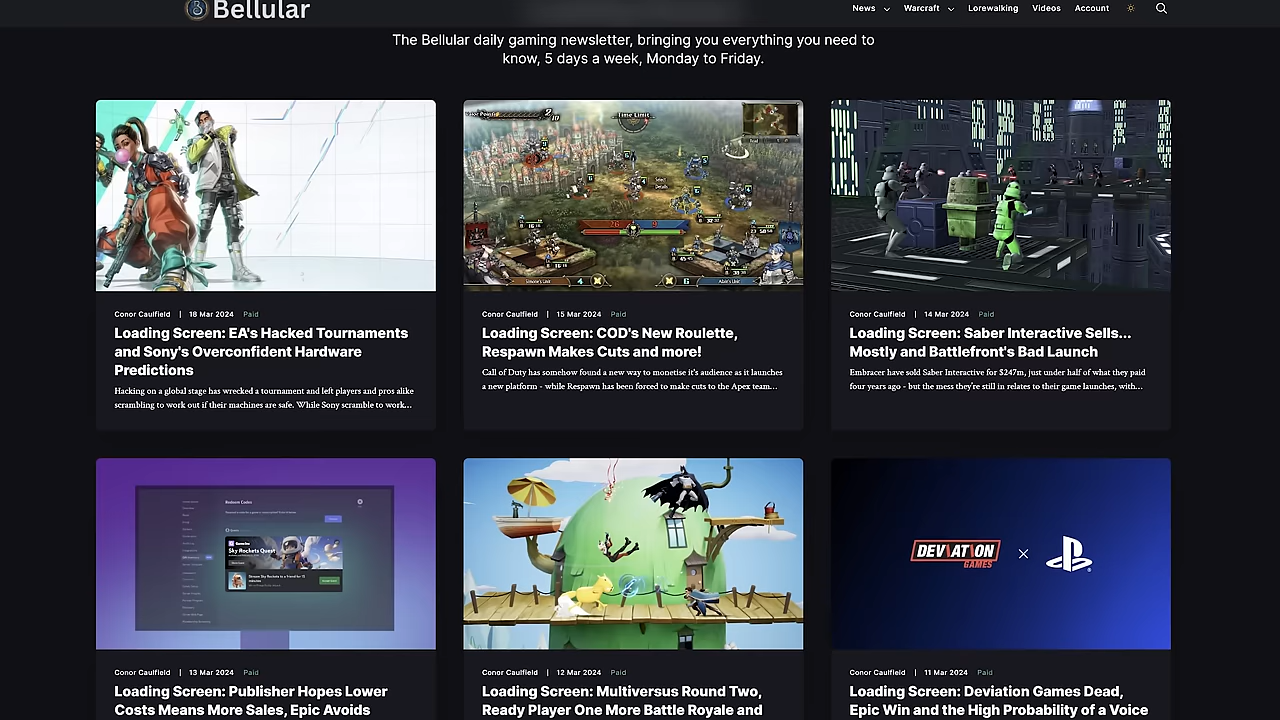 Bellular
News
Warcraft
Lorewalking
Videos
Account
The Bellular daily gaming newsletter, bringing you everything you need to
know, 5 days a week, Monday to Friday.
Time Limit
Conor Caulfield | 18 Mar 2024 Paid
Loading Screen: EA's Hacked Tournaments
and Sony's Overconfident Hardware
Predictions
Hacking on a global stage has wrecked a tournament and left players and pros alike
scrambling to work out if their machines are safe. While Sony scramble to work...
Conor Caulfield | 15 Mar 2024 Paid
Loading Screen: COD's New Roulette,
Respawn Makes Cuts and more!
Call of Duty has somehow found a new way to monetise it's audience as it launches
a new platform - while Respawn has been forced to make cuts to the Apex team...
Conor Caulfield | 14 Mar 2024 Paid
Loading Screen: Saber Interactive Sells...
Mostly and Battlefront's Bad Launch
Embracer have sold Saber Interactive for $247m, just under half of what they paid
four years ago - but the mess they're still in relates to their game launches, with...
Redeem Codes
Sky Rockets Quest
DEVIATION
GAMES
Conor Caulfield | 13 Mar 2024 Paid
Loading Screen: Publisher Hopes Lower
Costs Means More Sales, Epic Avoids
Conor Caulfield | 12 Mar 2024 Paid
Loading Screen: Multiversus Round Two,
Ready Player One More Battle Royale and
Conor Caulfield | 11 Mar 2024 Paid
Loading Screen: Deviation Games Dead,
Epic Win and the High Probability of a Voice